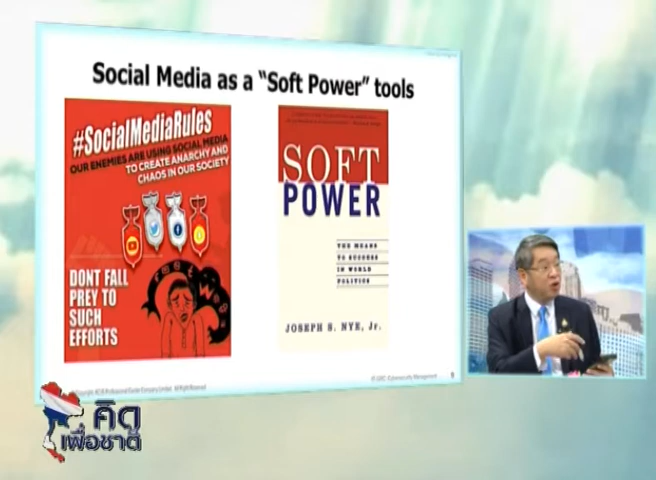 Social Media as a “Soft Power” tools
#SocialMediaRules
OUR ENEMIES ARE USING SOCIAL MEDIA
TO CREATE ANARCHY AND
CHAOS IN OUR SOCIETY
DONT FALL
PREY TO
SUCH
EFFORTS
SOFT
POWER
THE MEANS
TO SUCCESS
IN WORLD
POLITICS
JOSEPH S. NYE, Jr.
คิด
เพื่อชาติ